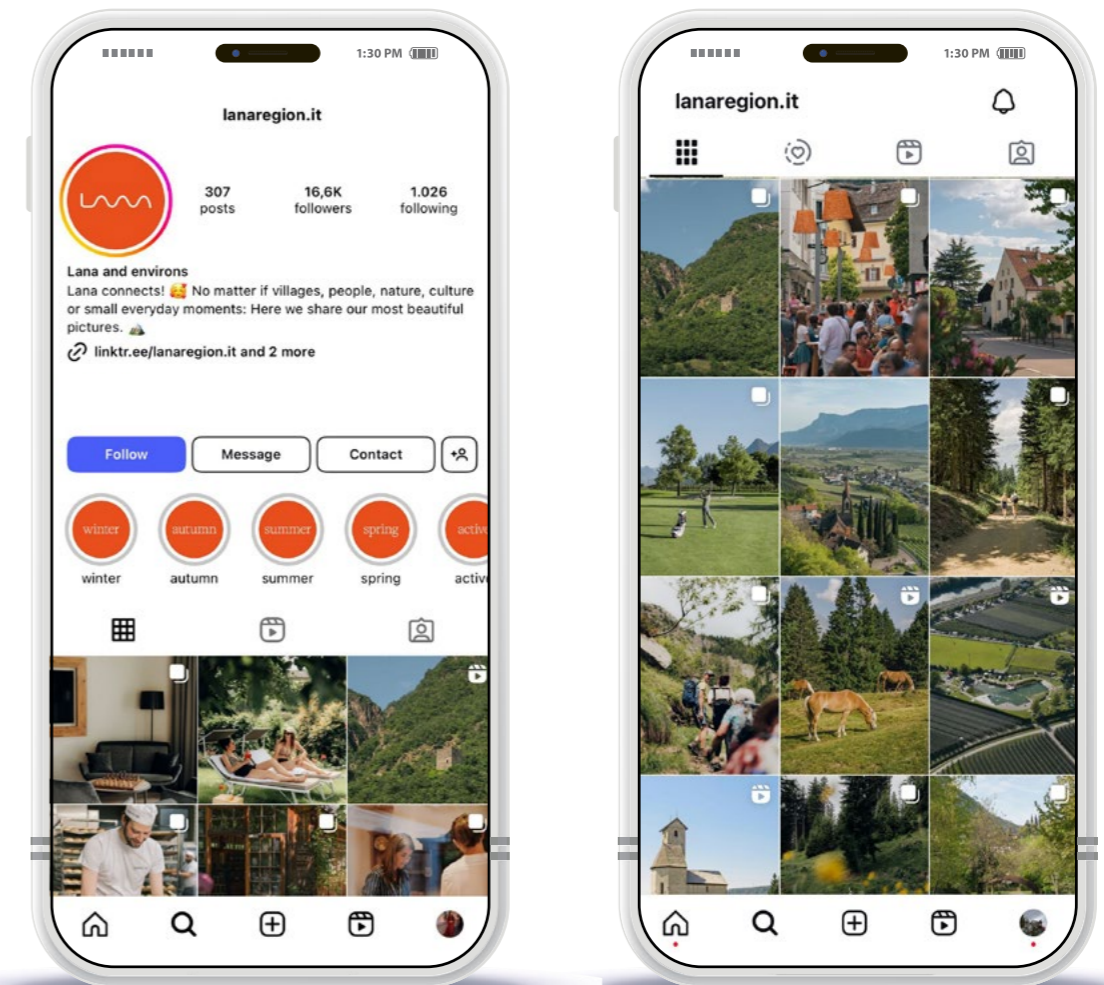 1:30 PM
lanaregion.it
Lana
307 16,6K 1.026
posts followers following
Lana and environs
Lana connects! 🥰 No matter if villages, people, nature, culture
or small everyday moments: Here we share our most beautiful
pictures. 🏔️
linktr.ee/lanaregion.it and 2 more
Follow Message Contact
winter autumn summer spring activ
winter autumn summer spring activ
1:30 PM
lanaregion.it